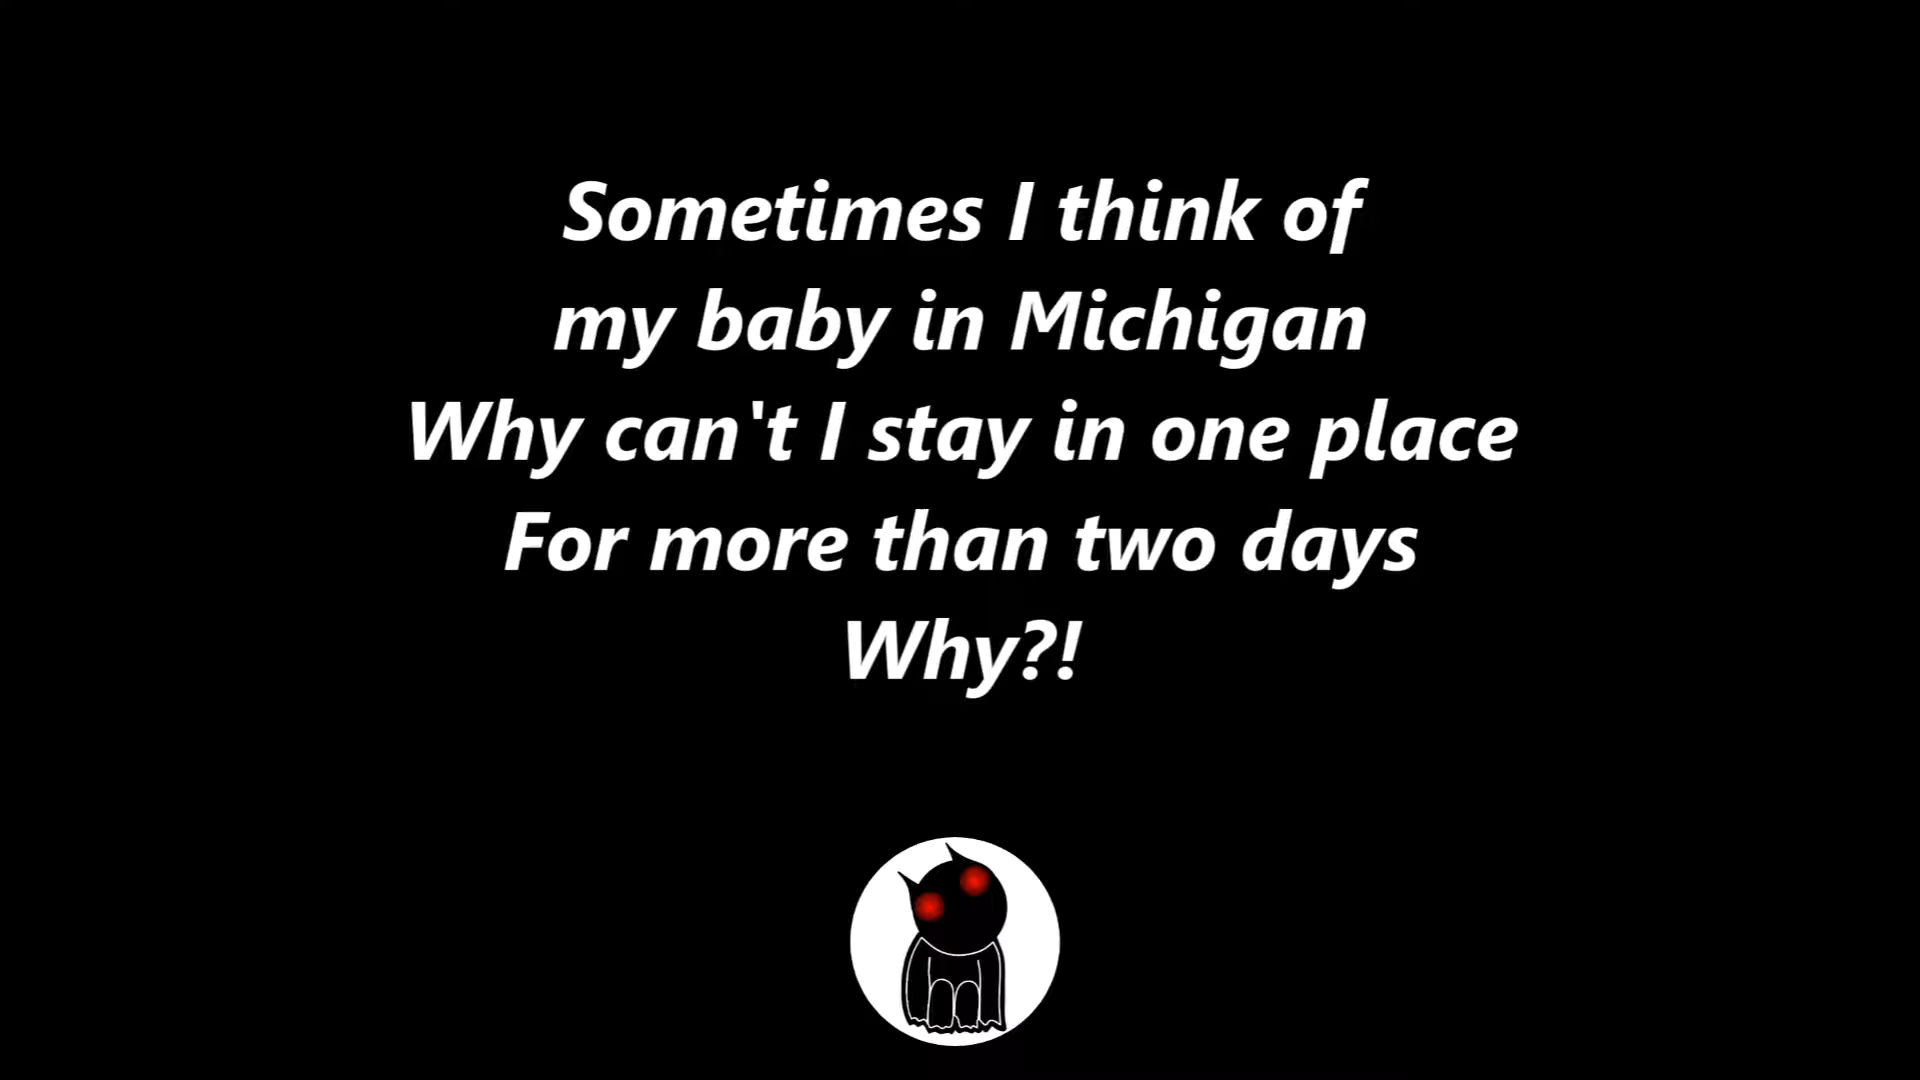 Sometimes I think of
my baby in Michigan
Why can't I stay in one place
For more than two days
Why?!